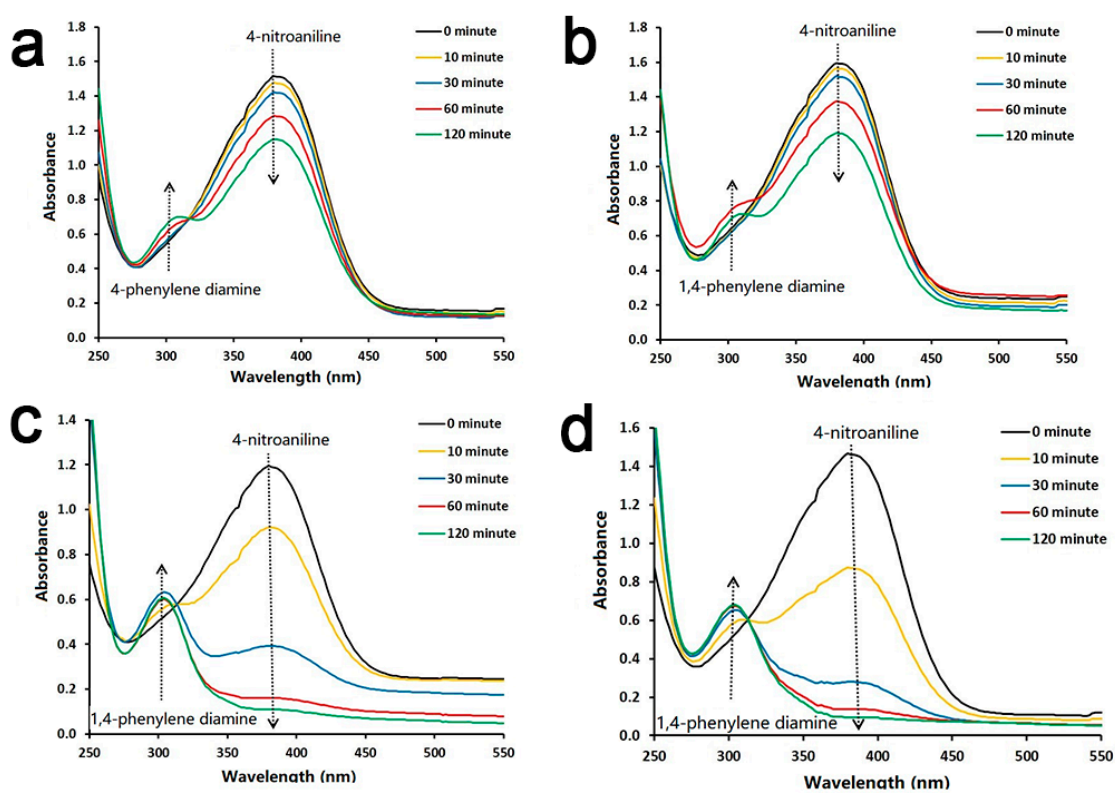 a
4-nitroaniline
0 minute
10 minute
30 minute
60 minute
120 minute
1.8
1.6
1.4
1.2
1.0
0.8
0.6
0.4
0.2
0.0
Absorbance
4-phenylene diamine
250 300 350 400 450 500 550
Wavelength (nm)
b
4-nitroaniline
0 minute
10 minute
30 minute
60 minute
120 minute
1.8
1.6
1.4
1.2
1.0
0.8
0.6
0.4
0.2
0.0
Absorbance
1,4-phenylene diamine
250 300 350 400 450 500 550
Wavelength (nm)
c
4-nitroaniline
0 minute
10 minute
30 minute
60 minute
120 minute
1.4
1.2
1.0
0.8
0.6
0.4
0.2
0.0
Absorbance
1,4-phenylene diamine
250 300 350 400 450 500 550
Wavelength (nm)
d
4-nitroaniline
0 minute
10 minute
30 minute
60 minute
120 minute
1.6
1.4
1.2
1.0
0.8
0.6
0.4
0.2
0.0
Absorbance
1,4-phenylene diamine
250 300 350 400 450 500 550
Wavelength (nm)